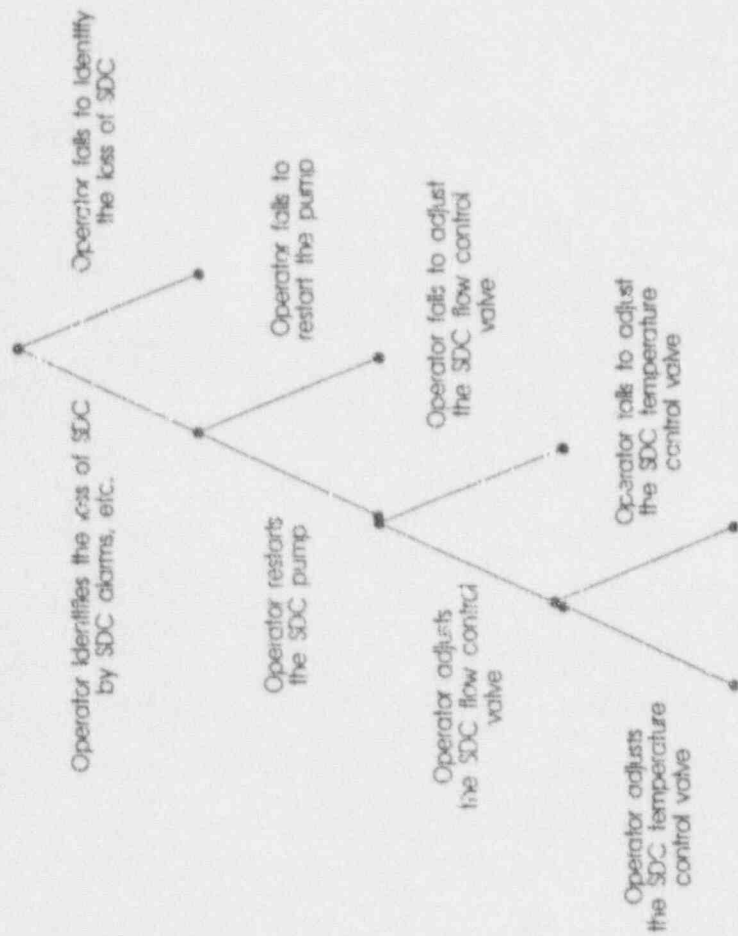 Operator fails to identify
the loss of SDC
Operator identifies the loss of SDC
by SDC alarms, etc.
Operator fails to
restart the pump
Operator restarts
the SDC pump
Operator fails to adjust
the SDC flow control
valve
Operator adjusts
the SDC flow control
valve
Operator fails to adjust
the SDC temperature
control valve
Operator adjusts
the SDC temperature
control valve